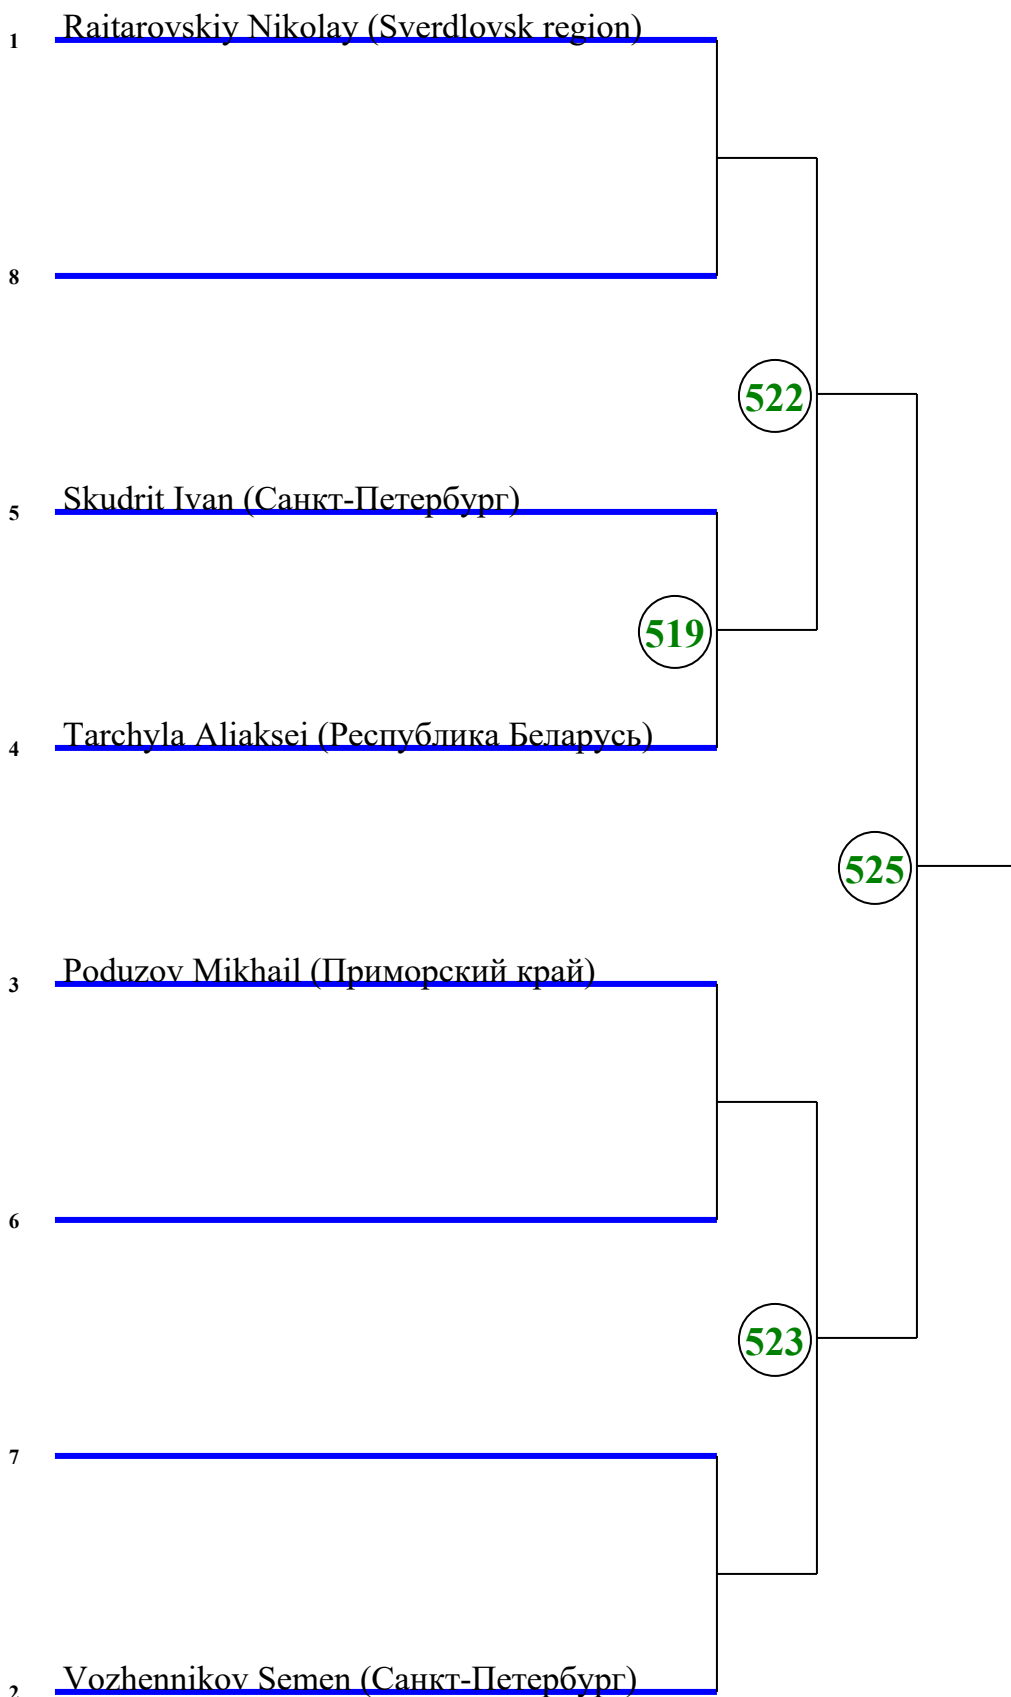 1 Raitarovskiy Nikolay (Sverdlovsk region)
8
522
5 Skudrit Ivan (Санкт-Петербург)
519
4 Tarchyla Aliaksei (Республика Беларусь)
525
3 Poduzov Mikhail (Приморский край)
6
523
7
2 Vozhennikov Semen (Санкт-Петербург)